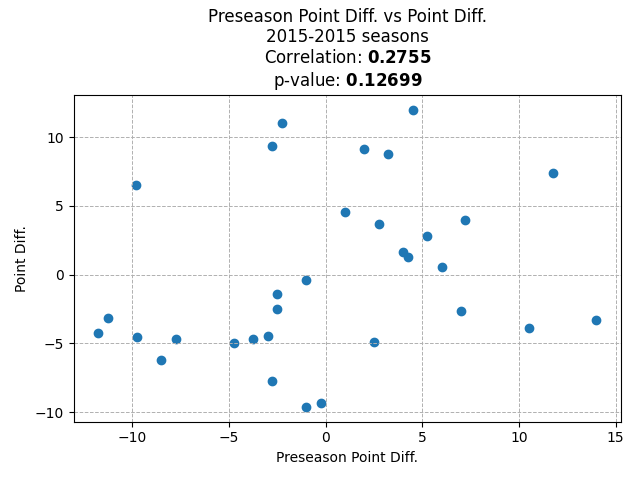 Preseason Point Diff. vs Point Diff.
2015-2015 seasons
Correlation: 0.2755
p-value: 0.12699
10
5
0
−5
−10
Point Diff.
−10
−5
0
5
10
15
Preseason Point Diff.